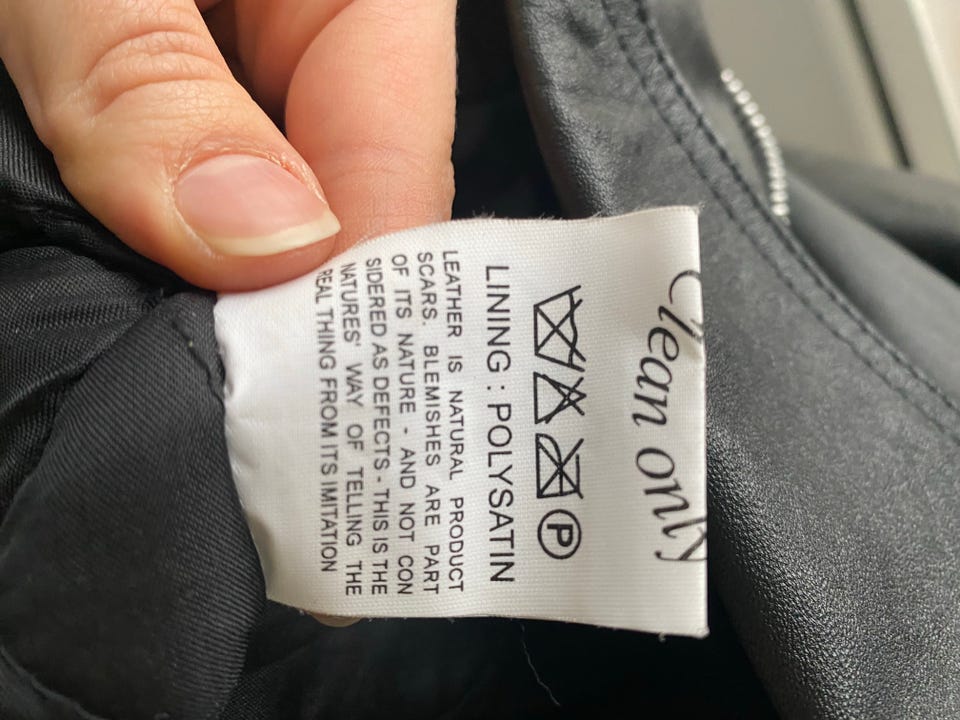 Clean only
P
LINING : POLYSATIN
LEATHER IS NATURAL PRODUCT
SCARS. BLEMISHES ARE PART
OF ITS NATURE - AND NOT CON
SIDERED AS DEFECTS - THIS IS THE
NATURES' WAY OF TELLING THE
REAL THING FROM ITS IMITATION